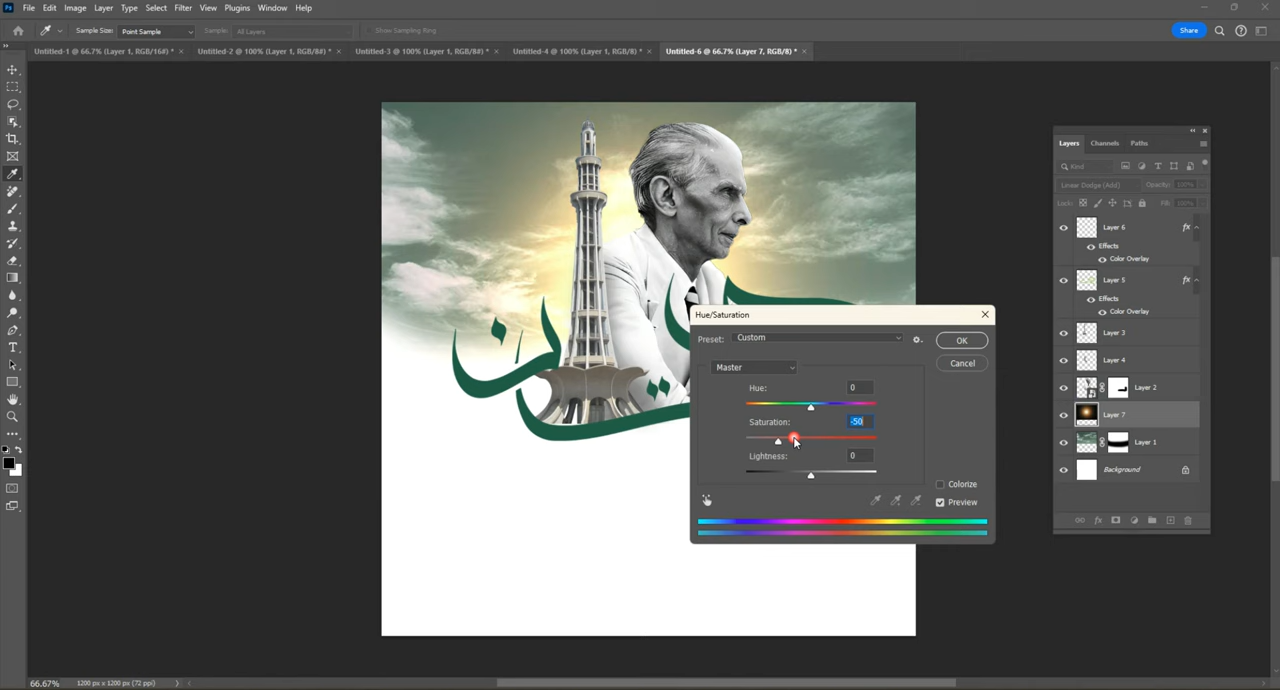 File Edit Image Layer Type Select Filter View Plugins Window Help
Sample Size: Point Sample Sample: All Layers Show Sampling Ring Share
Untitled-1 @ 66.7% (Layer 1, RGB/16#) * × Untitled-2 @ 100% (Layer 1, RGB/8#) * × Untitled-3 @ 100% (Layer 1, RGB/8#) * × Untitled-4 @ 100% (Layer 1, RGB/8) * × Untitled-6 @ 66.7% (Layer 7, RGB/8) * ×
Layers Channels Paths
Kind
Linear Dodge (Add) Opacity: 100%
Lock: Fill: 100%
Layer 6 fx
Effects
Color Overlay
Layer 5 fx
Effects
Color Overlay
Layer 3
Layer 4
Layer 2
Layer 7
Layer 1
Background
Hue/Saturation
Preset: Custom OK
Master Cancel
Hue: 0
Saturation: -50
Lightness: 0
Colorize
Preview
66.67% 1200 px x 1200 px (72 ppi)